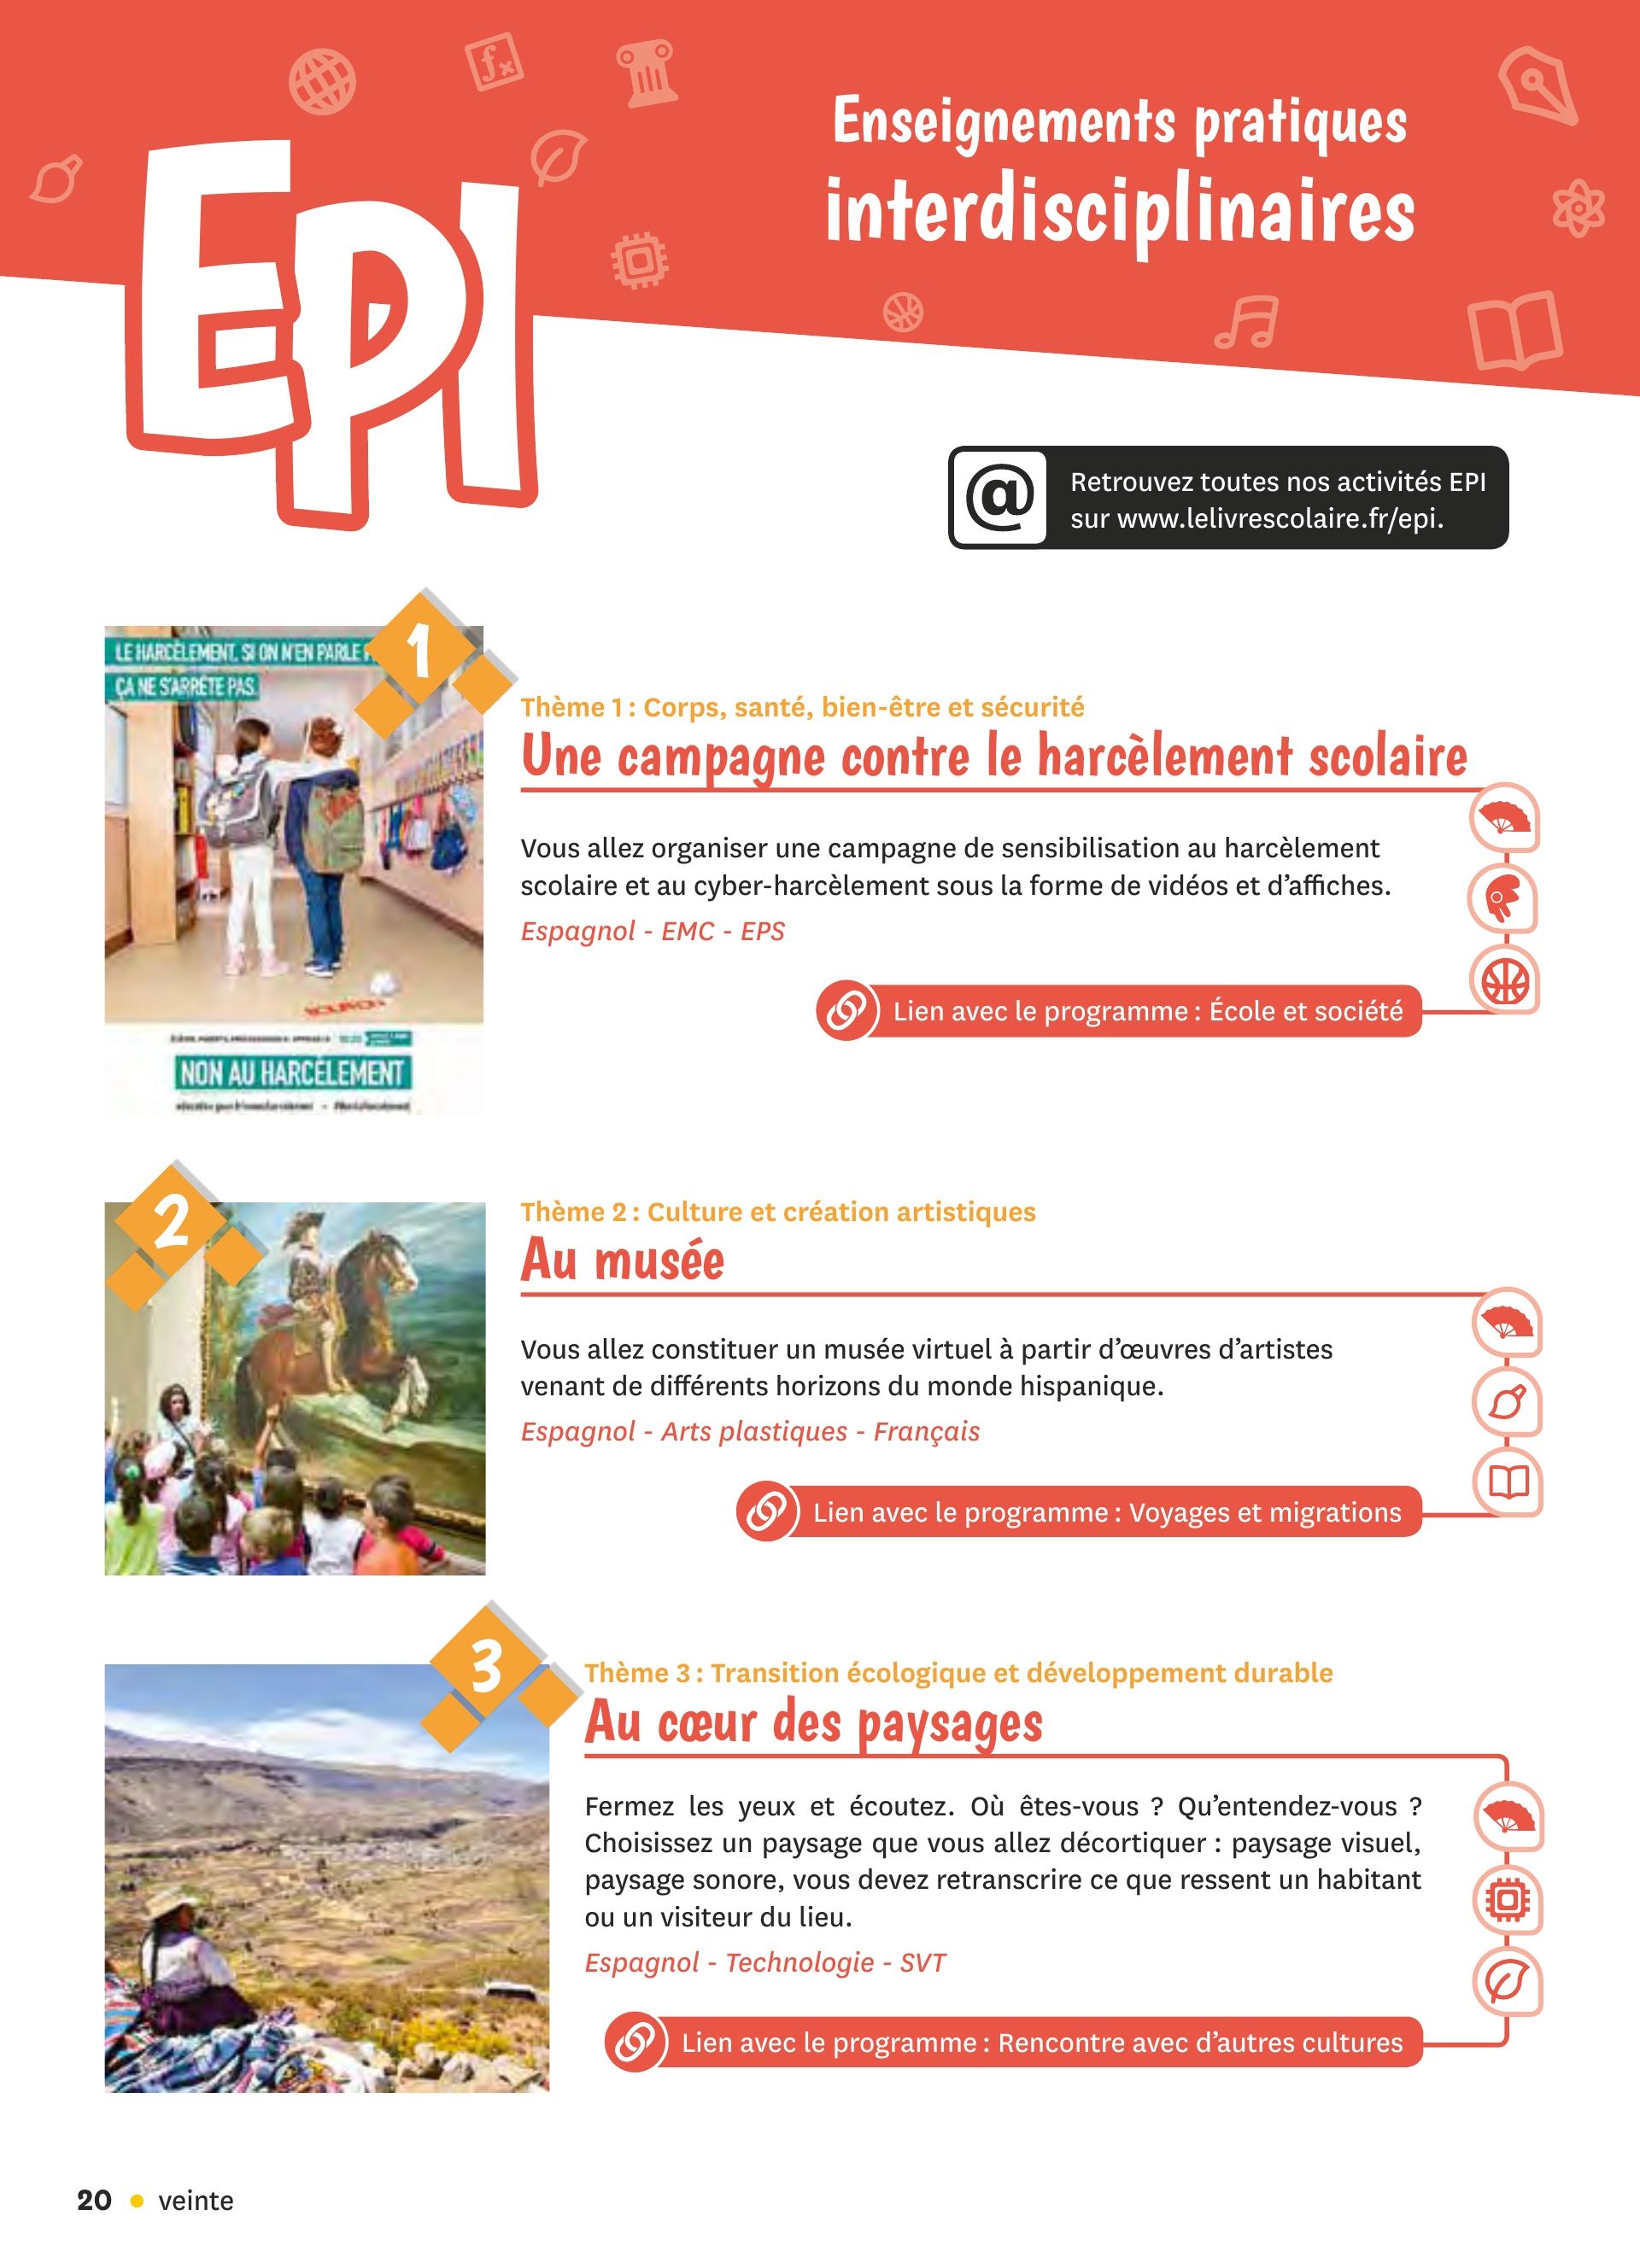 Enseignements pratiques
interdisciplinaires
EPI
@
Retrouvez toutes nos activités EPI
sur www.lelivrescolaire.fr/epi.
1
LE HARCÈLEMENT, SI ON N'EN PARLE
ÇA NE S'ARRÊTE PAS.
NON AU HARCÈLEMENT
Thème 1 : Corps, santé, bien-être et sécurité
Une campagne contre le harcèlement scolaire
Vous allez organiser une campagne de sensibilisation au harcèlement
scolaire et au cyber-harcèlement sous la forme de vidéos et d'affiches.
Espagnol - EMC - EPS
Lien avec le programme : École et société
2
Thème 2 : Culture et création artistiques
Au musée
Vous allez constituer un musée virtuel à partir d'œuvres d'artistes
venant de différents horizons du monde hispanique.
Espagnol - Arts plastiques - Français
Lien avec le programme : Voyages et migrations
3
Thème 3 : Transition écologique et développement durable
Au cœur des paysages
Fermez les yeux et écoutez. Où êtes-vous ? Qu'entendez-vous ?
Choisissez un paysage que vous allez décortiquer : paysage visuel,
paysage sonore, vous devez retranscrire ce que ressent un habitant
ou un visiteur du lieu.
Espagnol - Technologie - SVT
Lien avec le programme : Rencontre avec d'autres cultures
20 • veinte